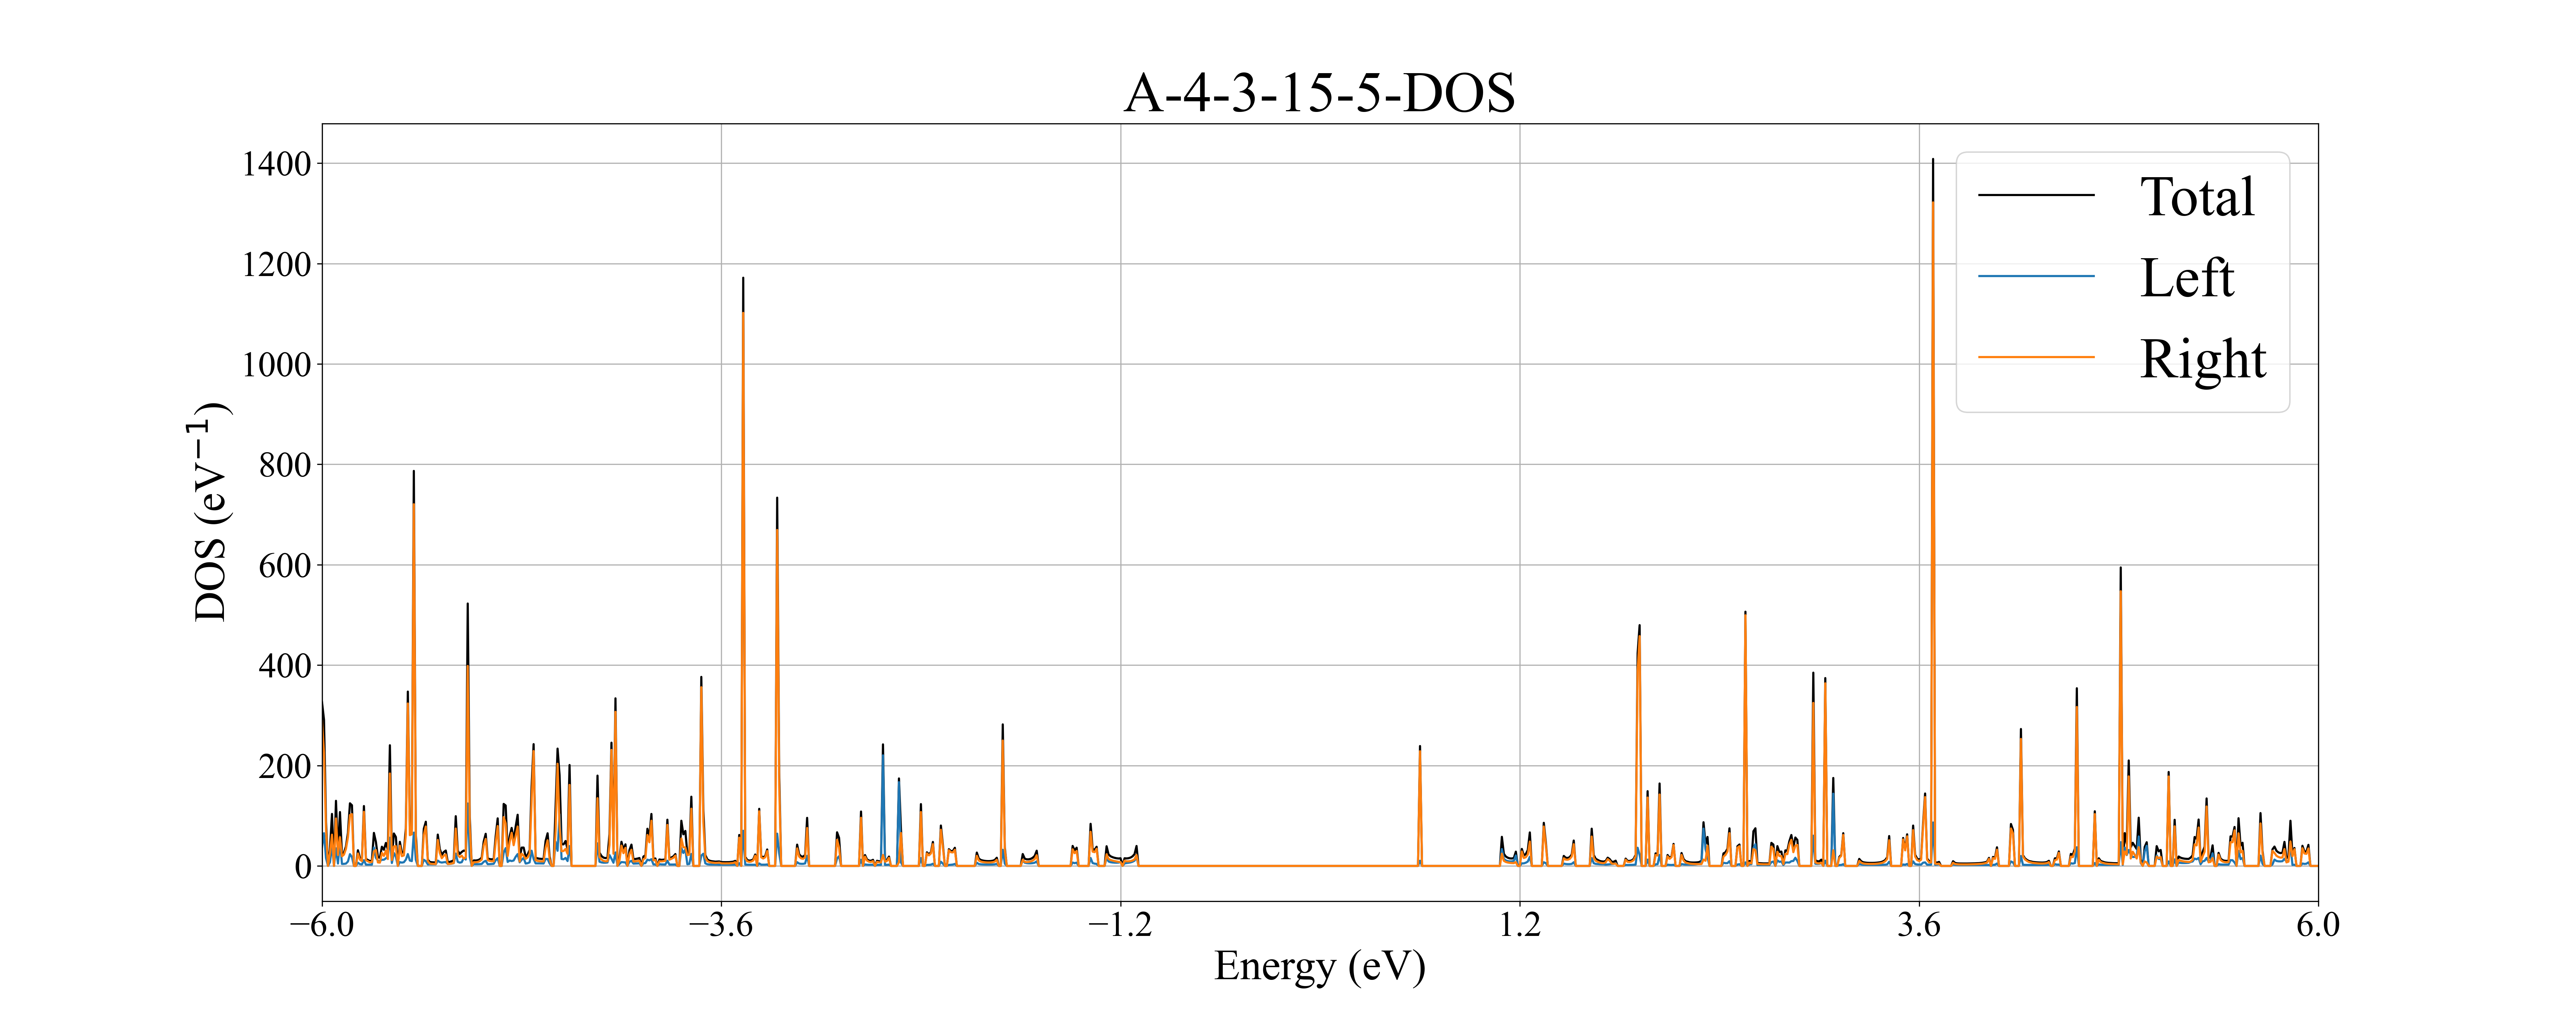 A-4-3-15-5-DOS
1400
1200
1000
800
600
400
200
0
DOS (eV⁻¹)
Total
Left
Right
−6.0
−3.6
−1.2
1.2
3.6
6.0
Energy (eV)